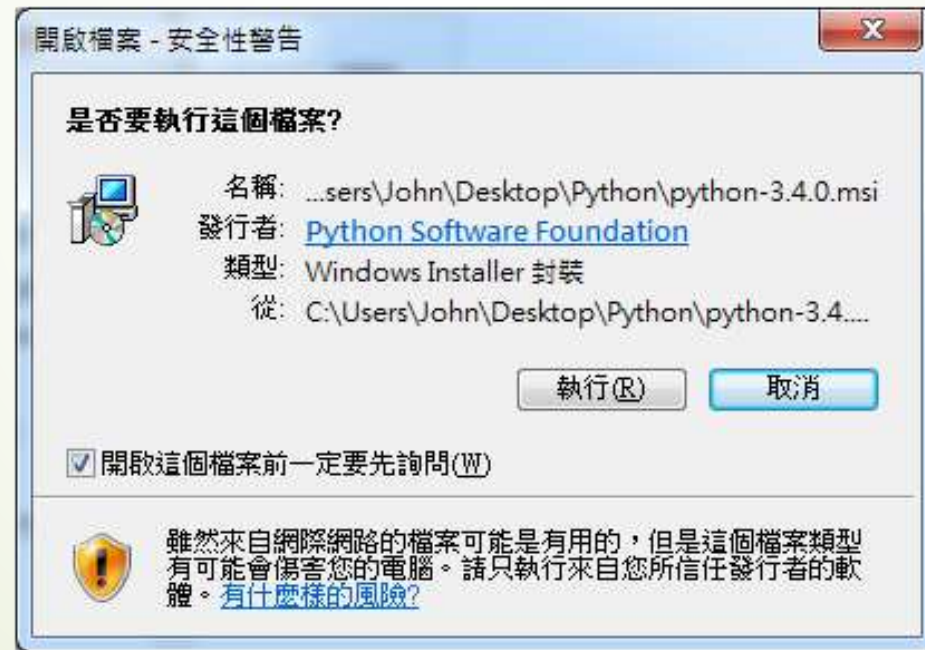 開啟檔案 - 安全性警告
是否要執行這個檔案?
名稱: ...sers\John\Desktop\Python\python-3.4.0.msi
發行者: Python Software Foundation
類型: Windows Installer 封裝
從: C:\Users\John\Desktop\Python\python-3.4....
執行(R) 取消
開啟這個檔案前一定要先詢問(W)
雖然來自網際網路的檔案可能是有用的，但是這個檔案類型
有可能會傷害您的電腦。請只執行來自您所信任發行者的軟
體。有什麼樣的風險?